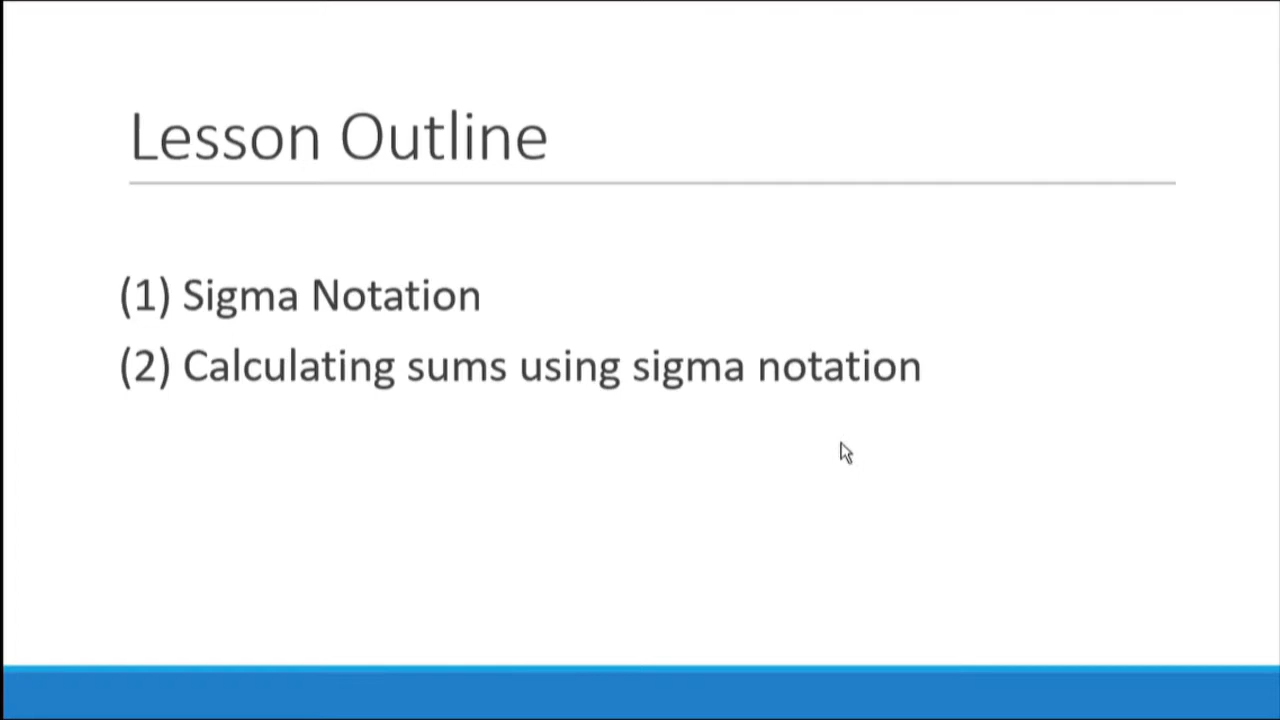 Lesson Outline
(1) Sigma Notation
(2) Calculating sums using sigma notation